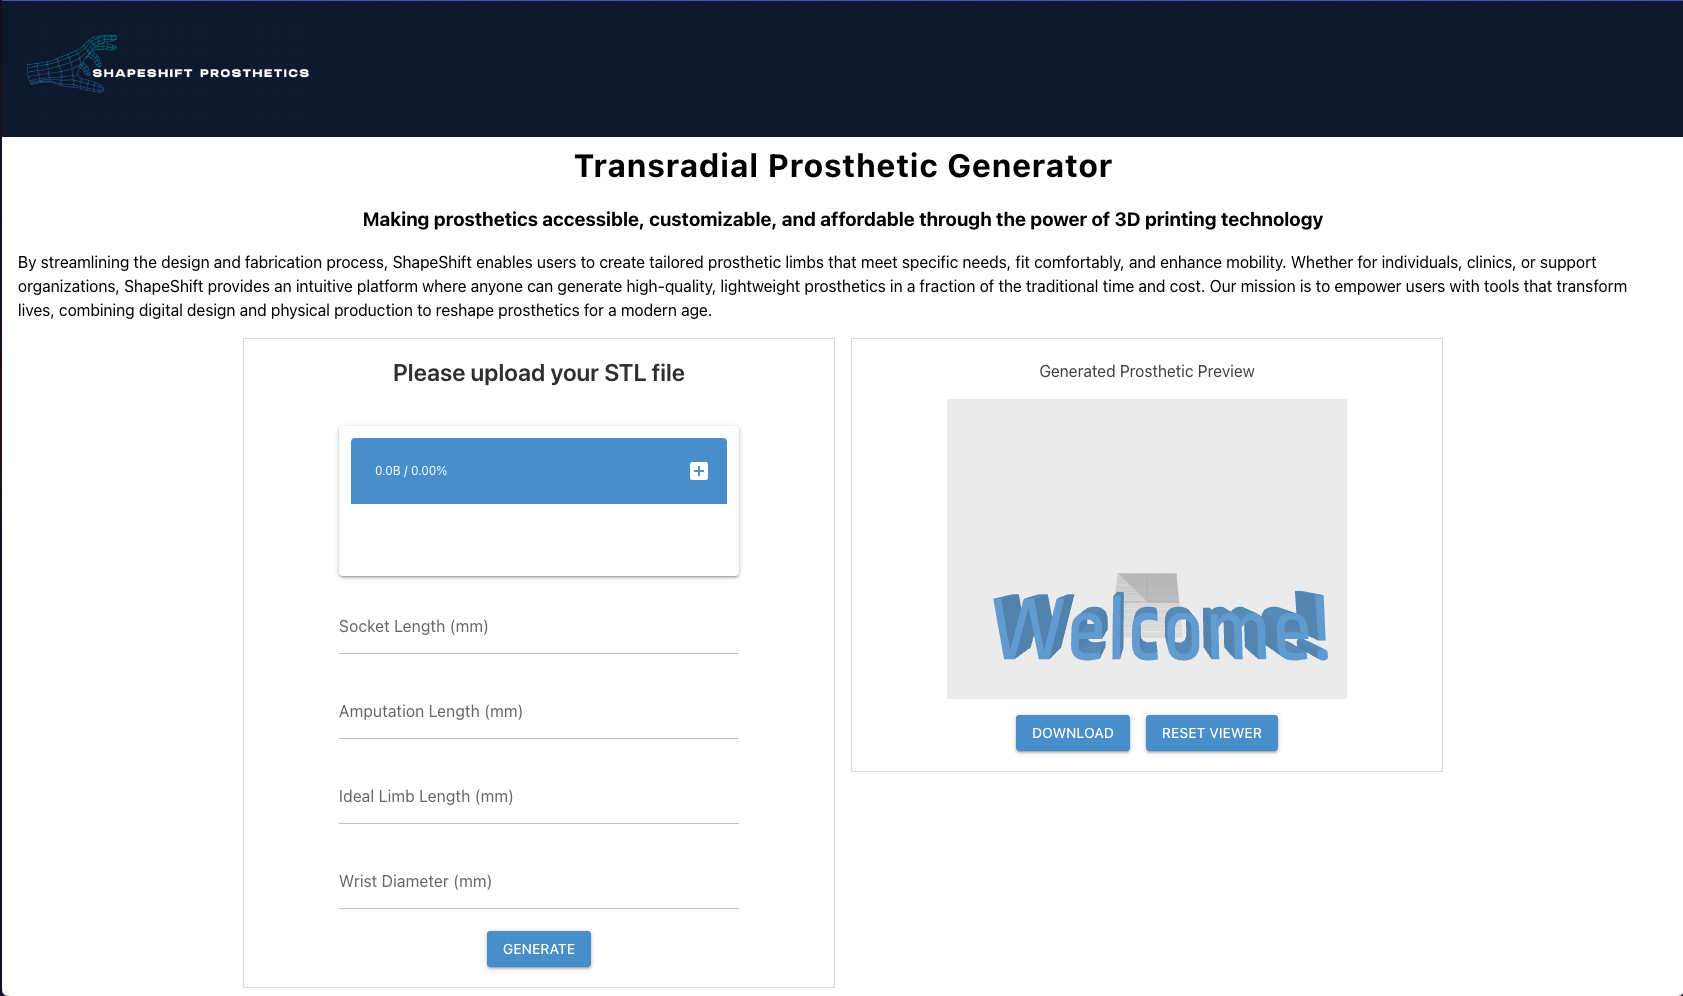 SHAPESHIFT PROSTHETICS
Transradial Prosthetic Generator
Making prosthetics accessible, customizable, and affordable through the power of 3D printing technology
By streamlining the design and fabrication process, ShapeShift enables users to create tailored prosthetic limbs that meet specific needs, fit comfortably, and enhance mobility. Whether for individuals, clinics, or support
organizations, ShapeShift provides an intuitive platform where anyone can generate high-quality, lightweight prosthetics in a fraction of the traditional time and cost. Our mission is to empower users with tools that transform
lives, combining digital design and physical production to reshape prosthetics for a modern age.
Please upload your STL file
0.0B / 0.00%
Socket Length (mm)
Amputation Length (mm)
Ideal Limb Length (mm)
Wrist Diameter (mm)
GENERATE
Generated Prosthetic Preview
Welcome!
DOWNLOAD
RESET VIEWER